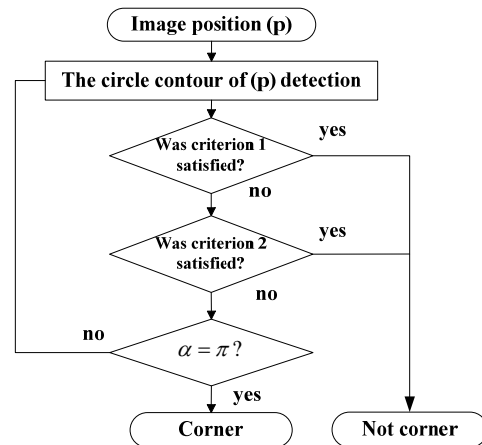 Image position (p)
The circle contour of (p) detection
yes
Was criterion 1
satisfied?
no
yes
Was criterion 2
satisfied?
no
no
α = π ?
yes
Corner
Not corner